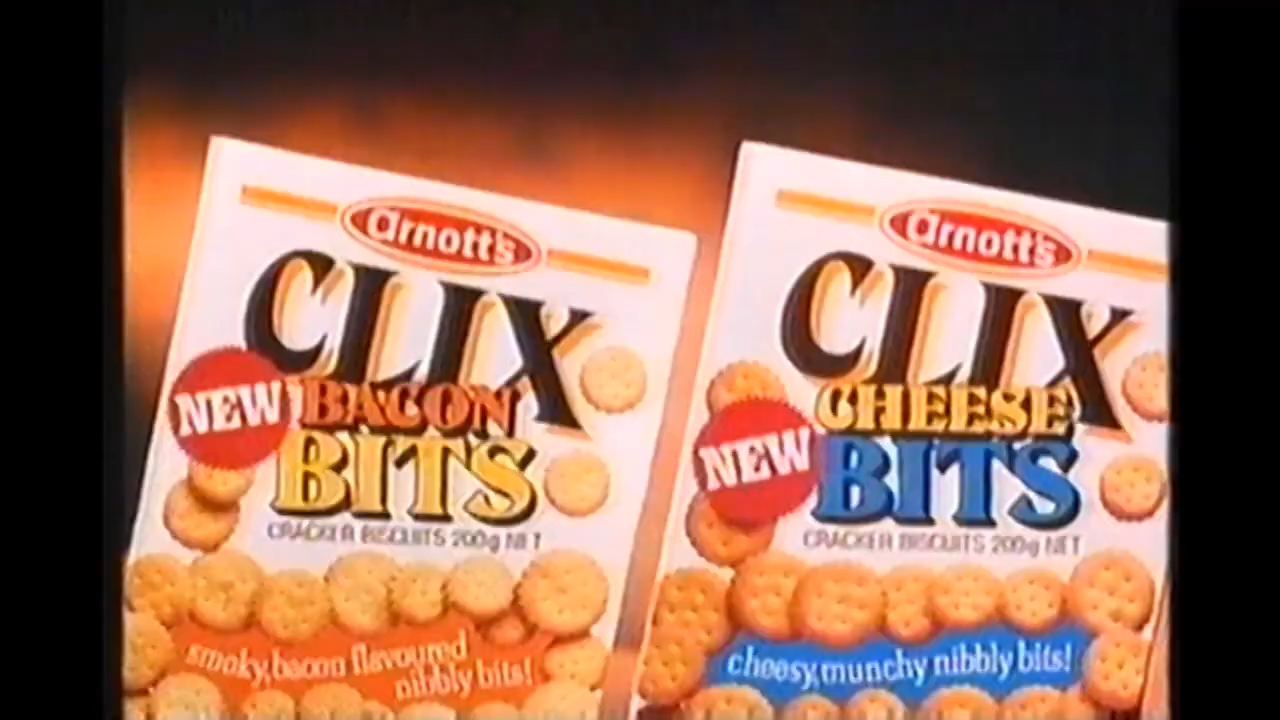 arnott's
CLIX
NEW
BACON
BITS
CRACKER BISCUITS 200g NET
smoky, bacon flavoured
nibbly bits!
arnott's
CLIX
CHEESE
NEW
BITS
CRACKER BISCUITS 200g NET
cheesy, munchy nibbly bits!